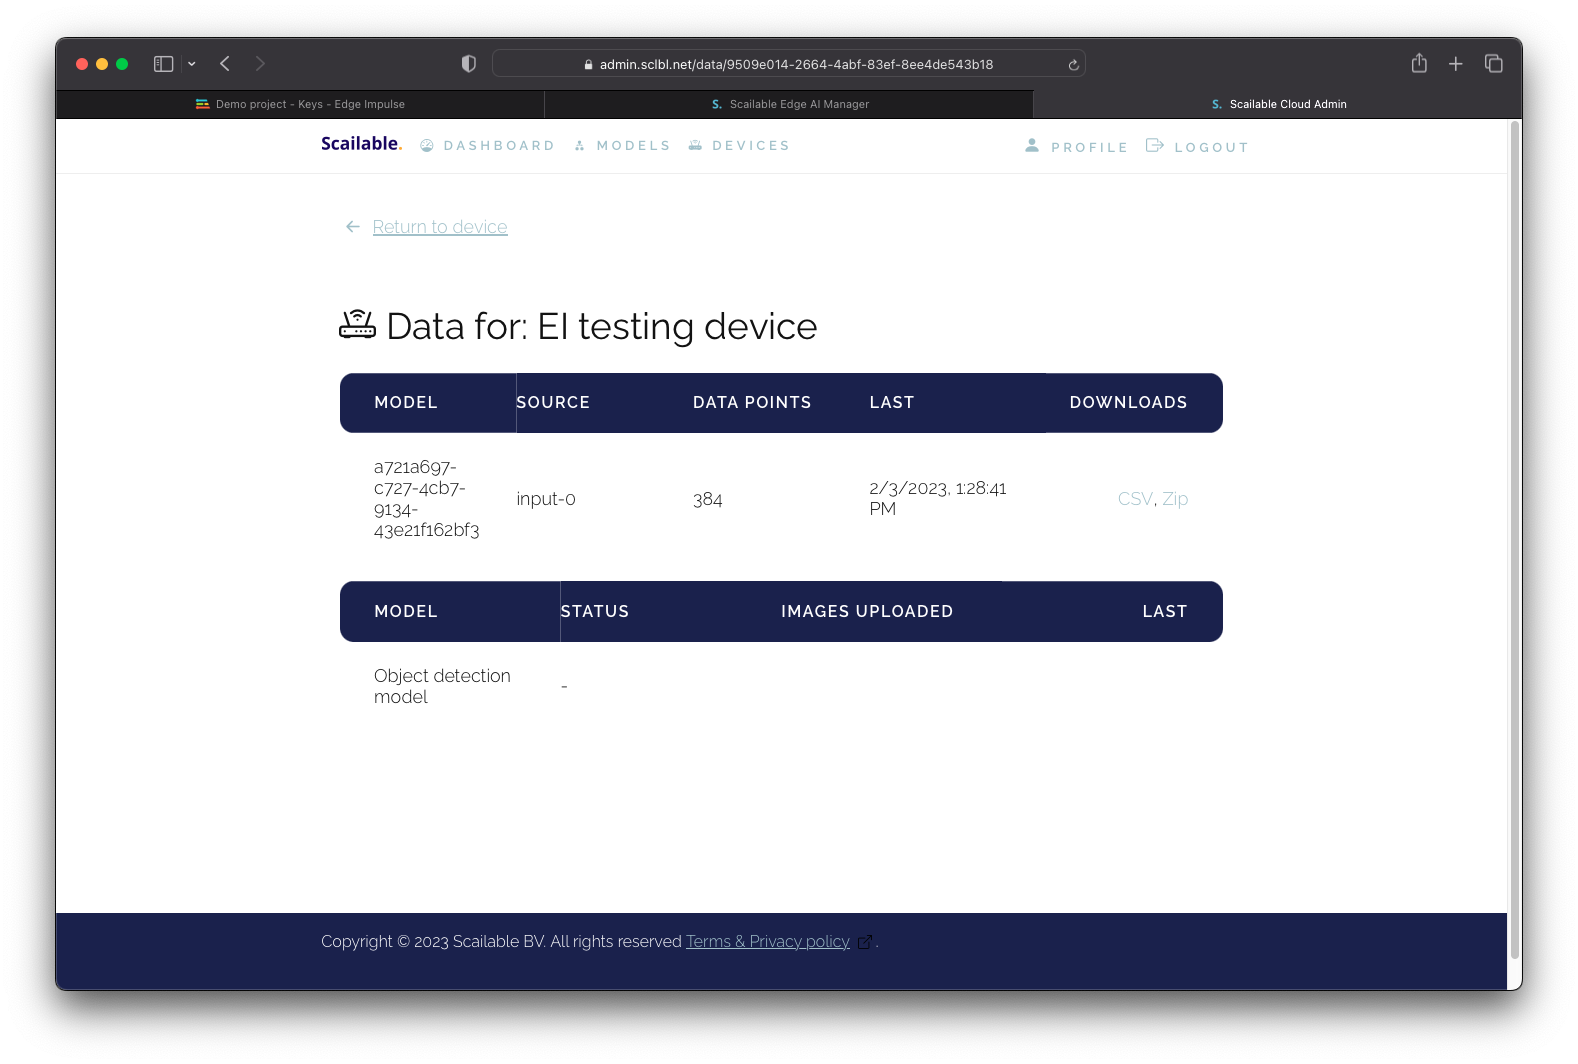 admin.sclbl.net/data/9509e014-2664-4abf-83ef-8ee4de543b18
Demo project - Keys - Edge Impulse
S. Scailable Edge AI Manager
S. Scailable Cloud Admin
Scailable. DASHBOARD MODELS DEVICES PROFILE LOGOUT
Return to device
Data for: EI testing device
MODEL SOURCE DATA POINTS LAST DOWNLOADS
a721a697-
c727-4cb7-
9134-
43e21f162bf3
input-0
384
2/3/2023, 1:28:41
PM
CSV, Zip
MODEL STATUS IMAGES UPLOADED LAST
Object detection
model
-
Copyright © 2023 Scailable BV. All rights reserved Terms & Privacy policy .